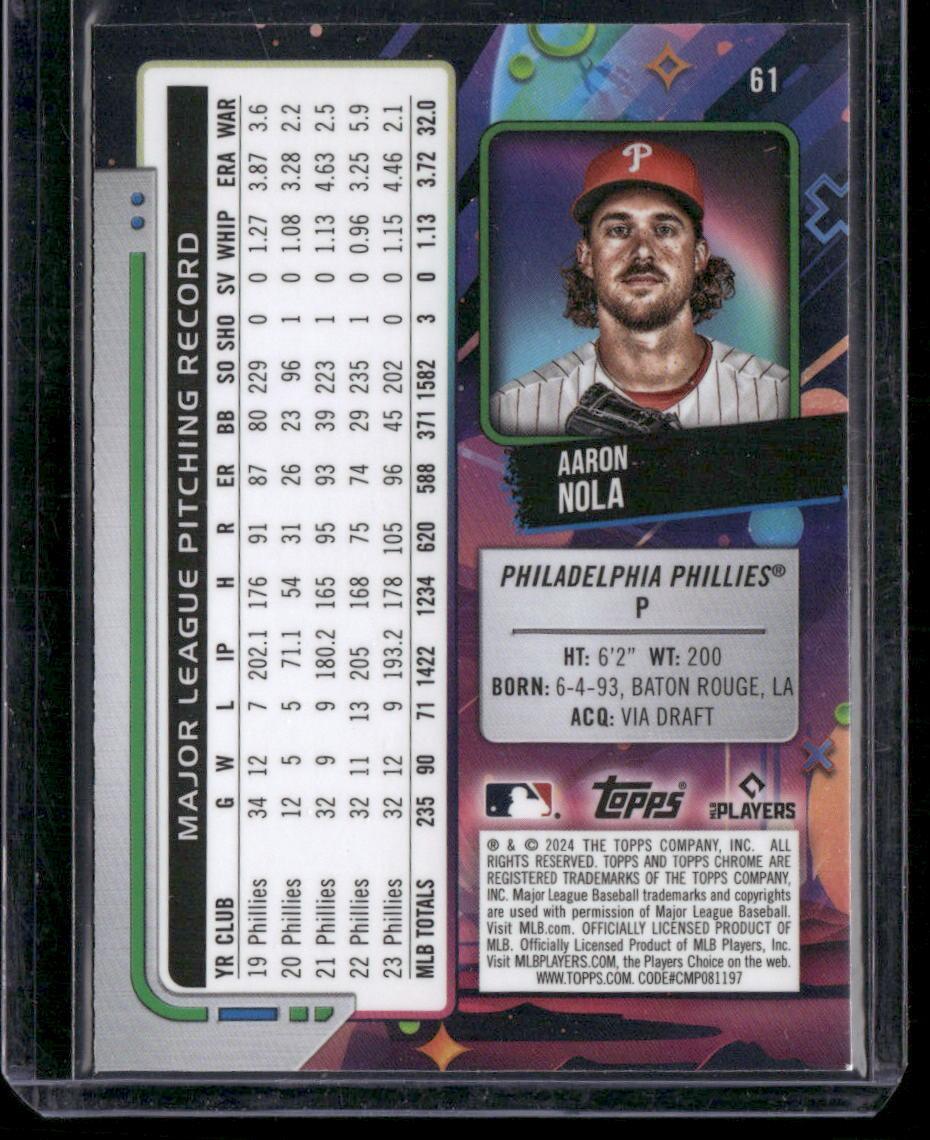 61
P
AARON
NOLA
PHILADELPHIA PHILLIES®
P
HT: 6'2" WT: 200
BORN: 6-4-93, BATON ROUGE, LA
ACQ: VIA DRAFT
topps®
MLB PLAYERS
® & © 2024 THE TOPPS COMPANY, INC. ALL
RIGHTS RESERVED. TOPPS AND TOPPS CHROME ARE
REGISTERED TRADEMARKS OF THE TOPPS COMPANY,
INC. Major League Baseball trademarks and copyrights
are used with permission of Major League Baseball.
Visit MLB.com. OFFICIALLY LICENSED PRODUCT OF
MLB. Officially Licensed Product of MLB Players, Inc.
Visit MLBPLAYERS.COM, the Players Choice on the web.
WWW.TOPPS.COM. CODE#CMP081197
MAJOR LEAGUE PITCHING RECORD
YR CLUB G W L IP H R ER BB SO SHO SV WHIP ERA WAR
19 Phillies 34 12 7 202.1 176 91 87 80 229 0 0 1.27 3.87 3.6
20 Phillies 12 5 5 71.1 54 31 26 23 96 1 0 1.08 3.28 2.2
21 Phillies 32 9 9 180.2 165 95 93 39 223 1 0 1.13 4.63 2.5
22 Phillies 32 11 13 205 168 75 74 29 235 1 0 0.96 3.25 5.9
23 Phillies 32 12 9 193.2 178 105 96 45 202 0 0 1.15 4.46 2.1
MLB TOTALS 235 90 71 1422 1234 620 588 371 1582 3 0 1.13 3.72 32.0